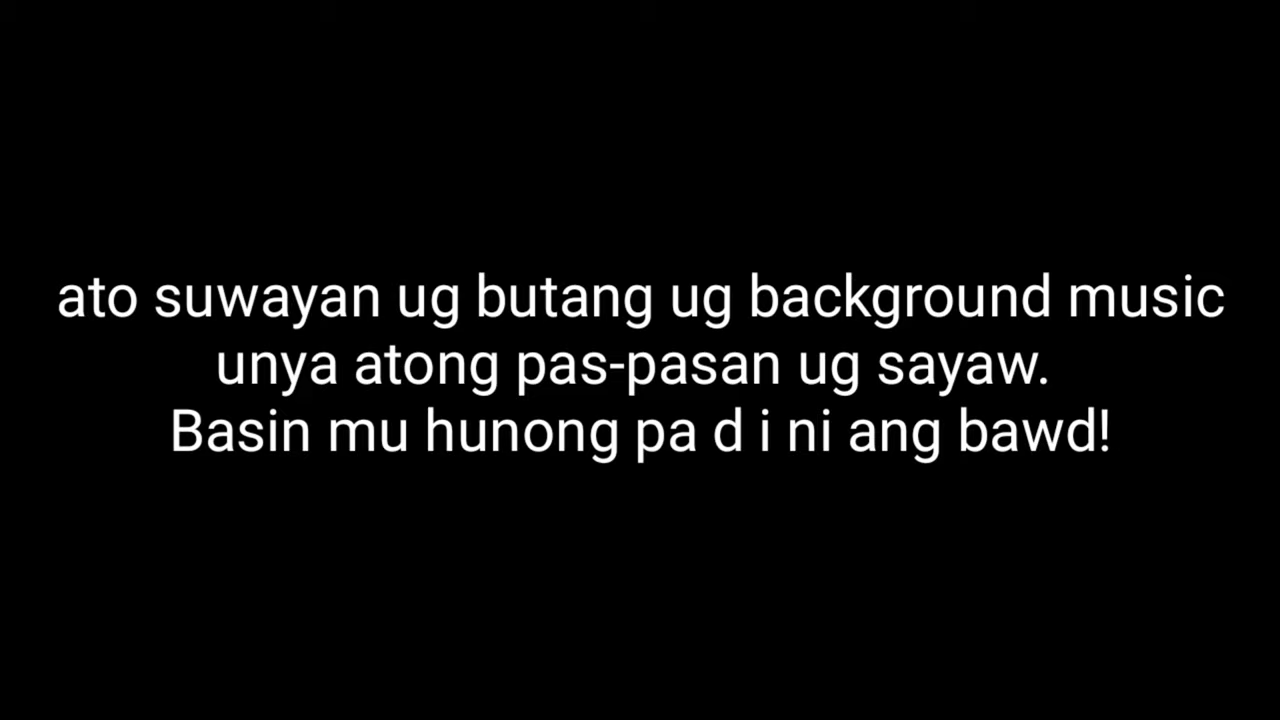 ato suwayan ug butang ug background music
unya atong pas-pasan ug sayaw.
Basin mu hunong pa d i ni ang bawd!